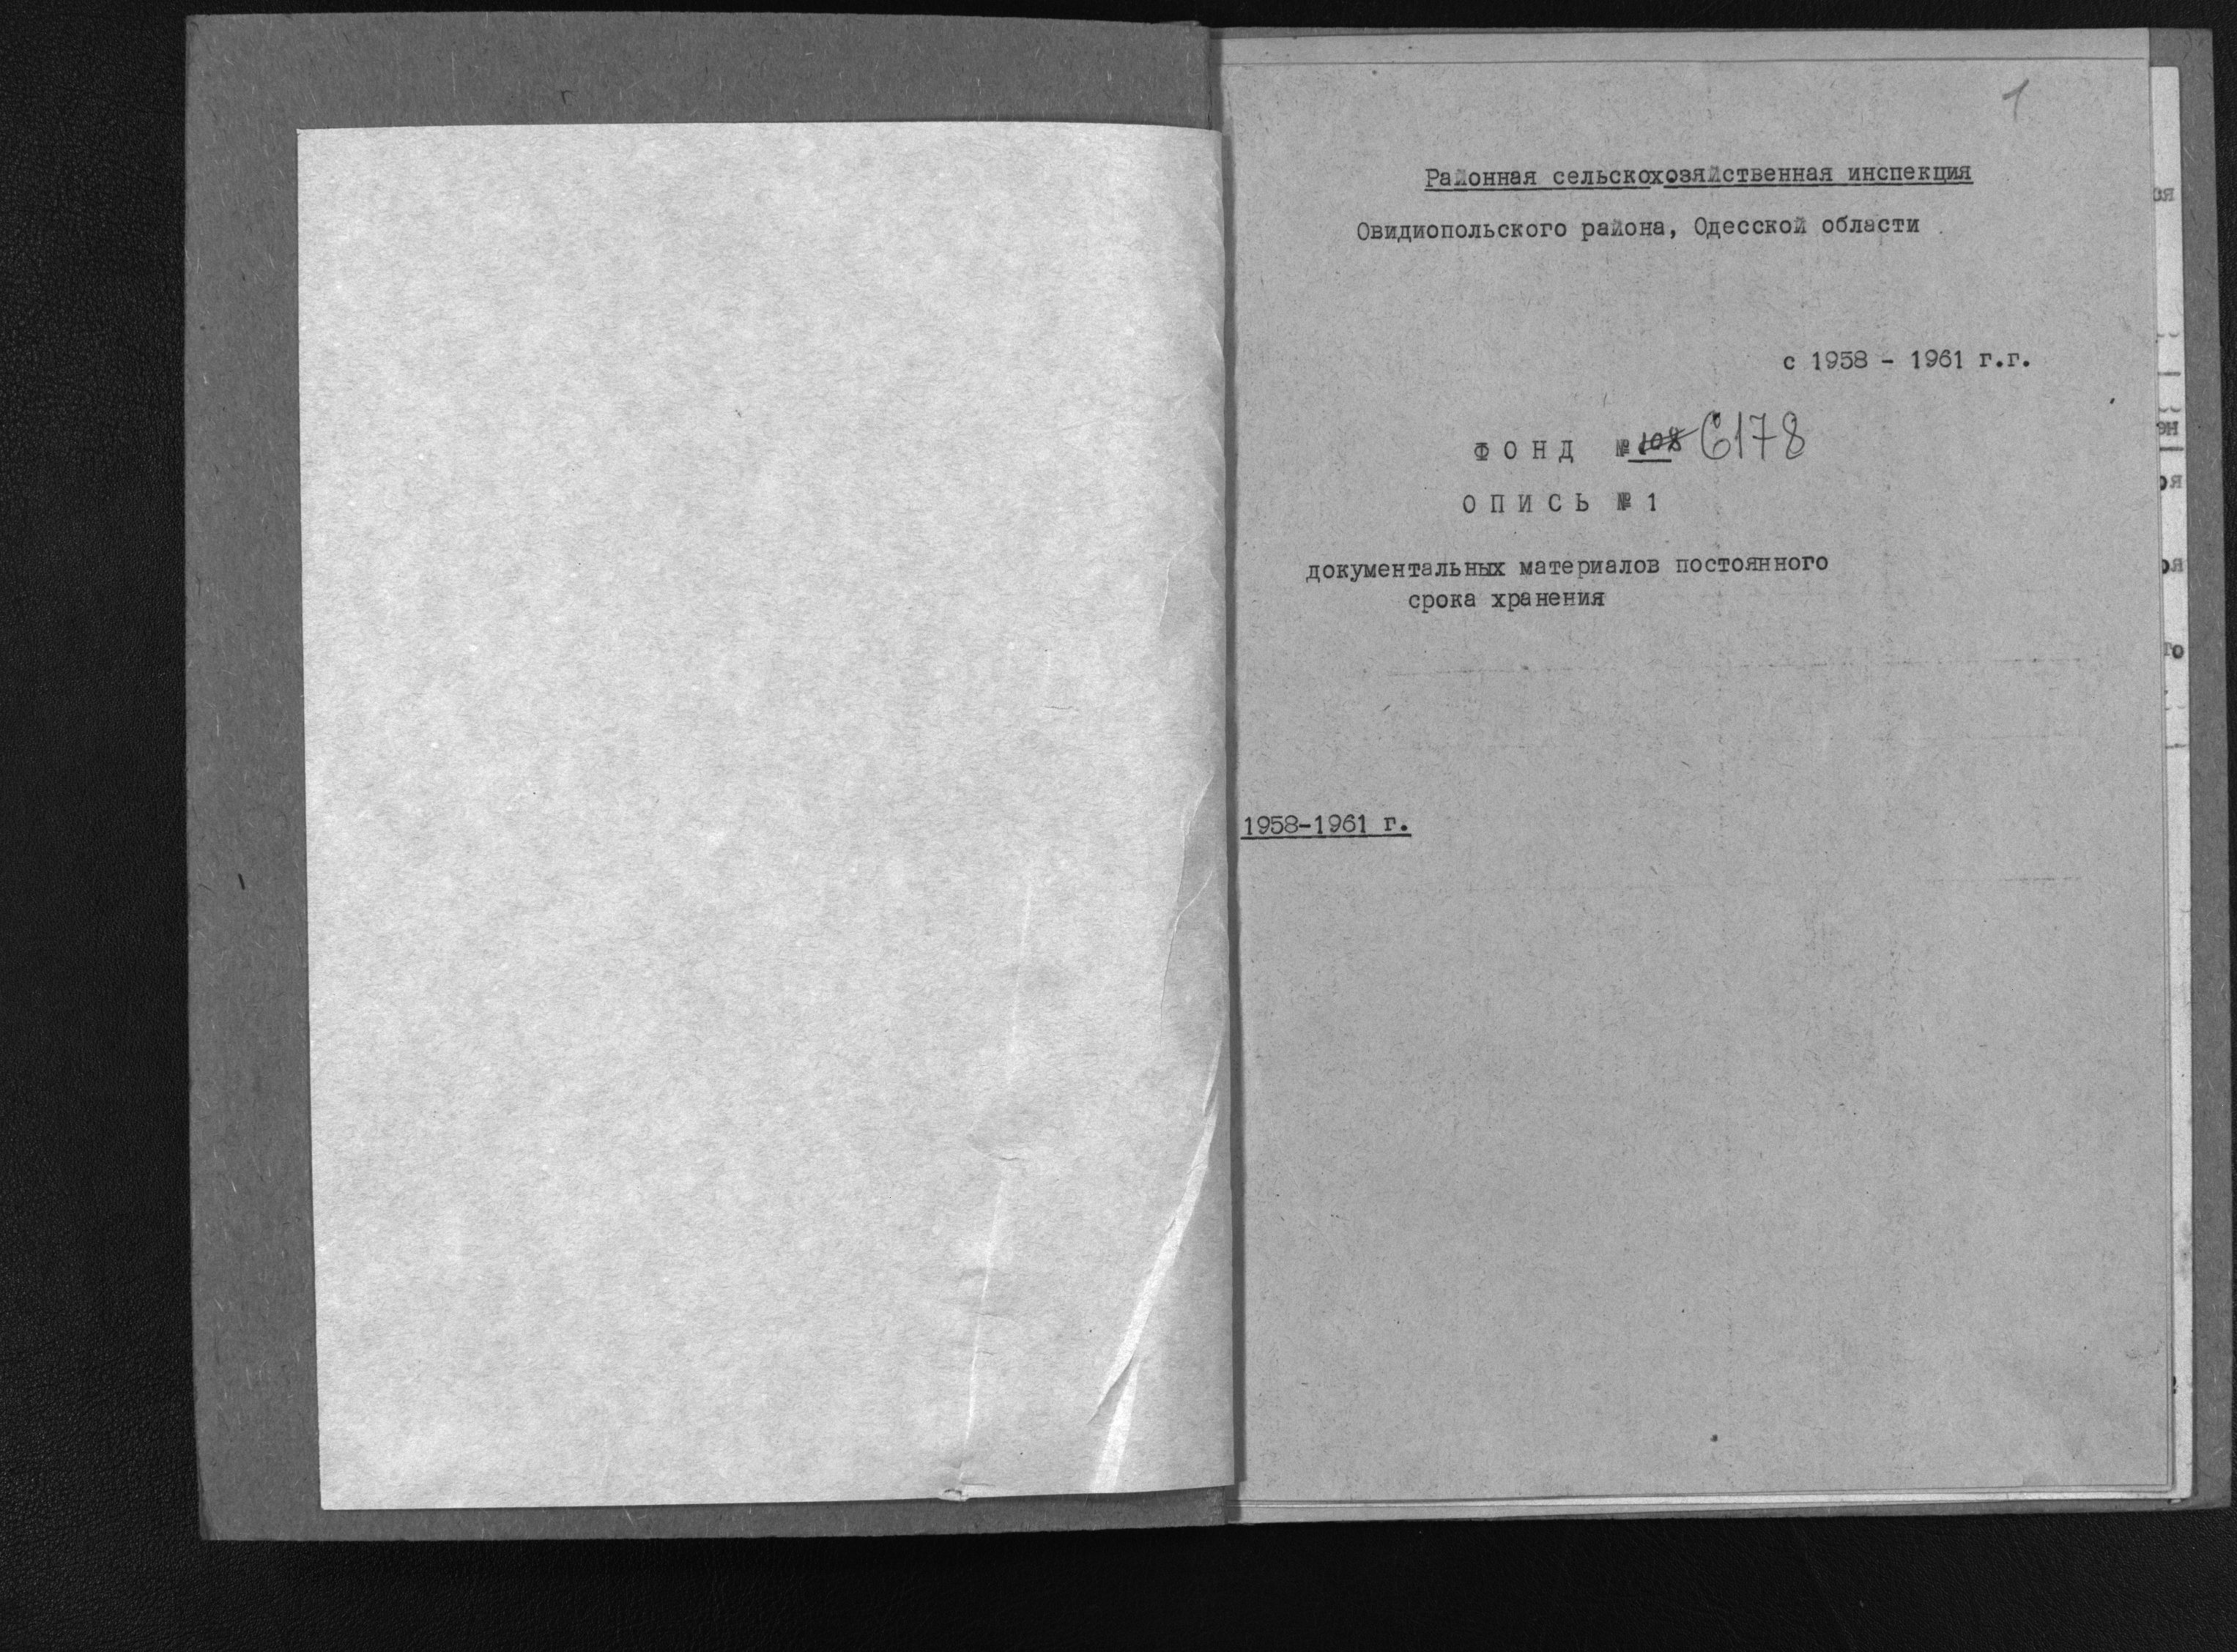 1
Районная сельскохозяйственная инспекция
Овидиопольского района, Одесской области
с 1958 - 1961 г.г.
ФОНД № 108 6178
ОПИСЬ № 1
документальных материалов постоянного
срока хранения
1958-1961 г.